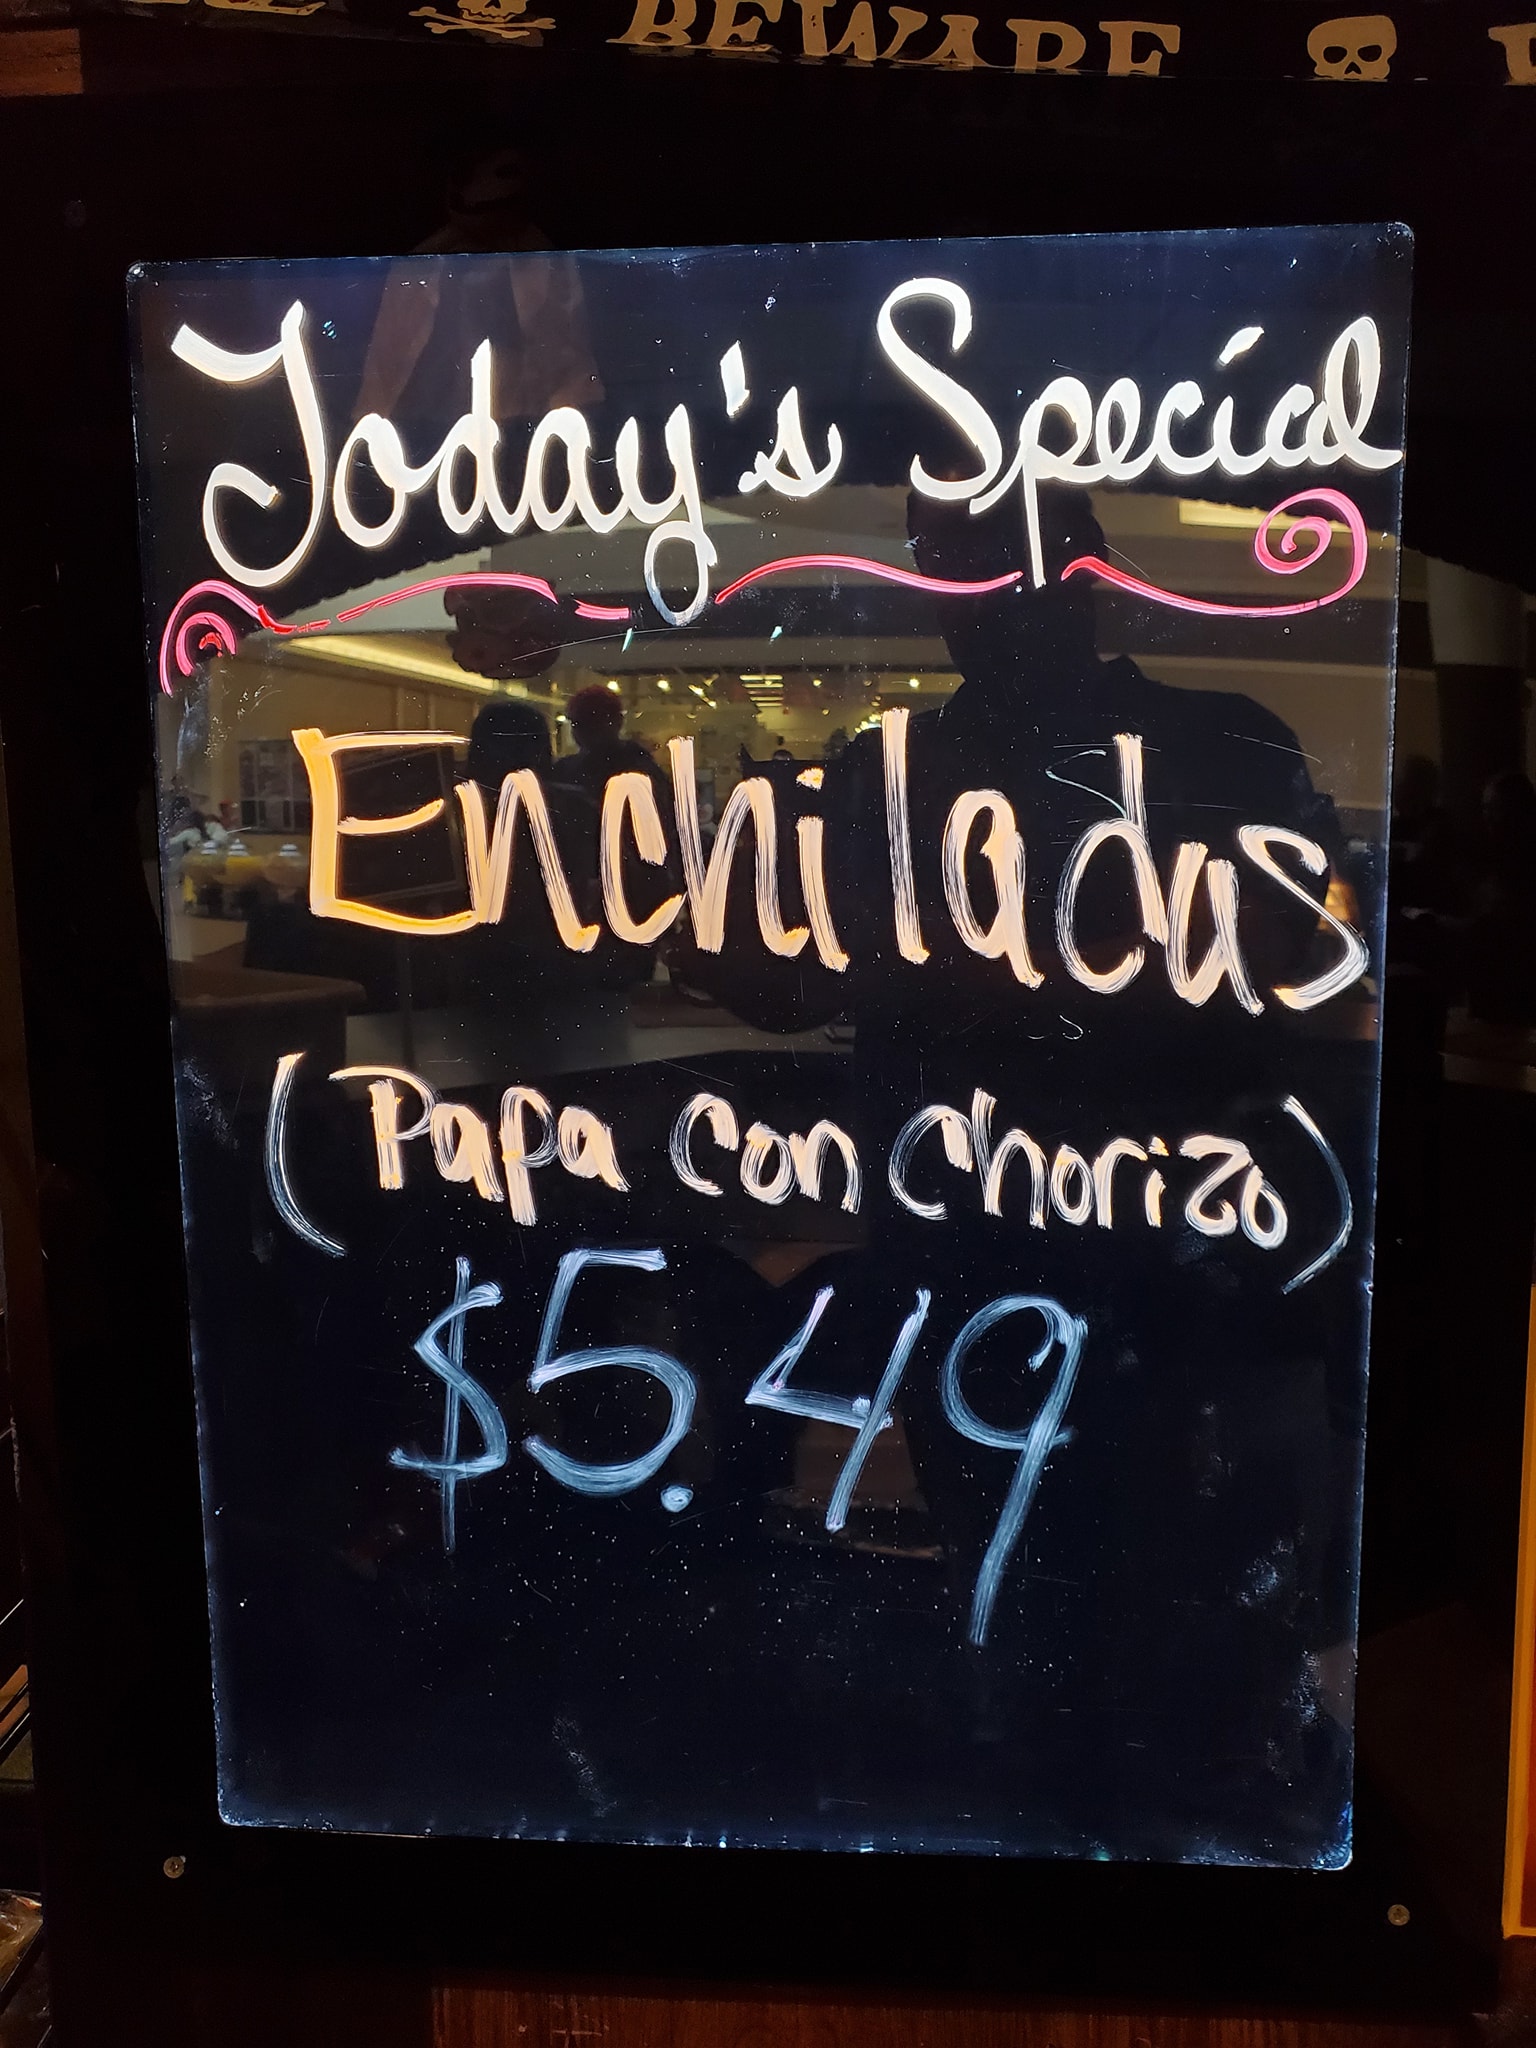 BEWARE
Today's Special
Enchiladas
(Papa con Chorizo)
$5.49